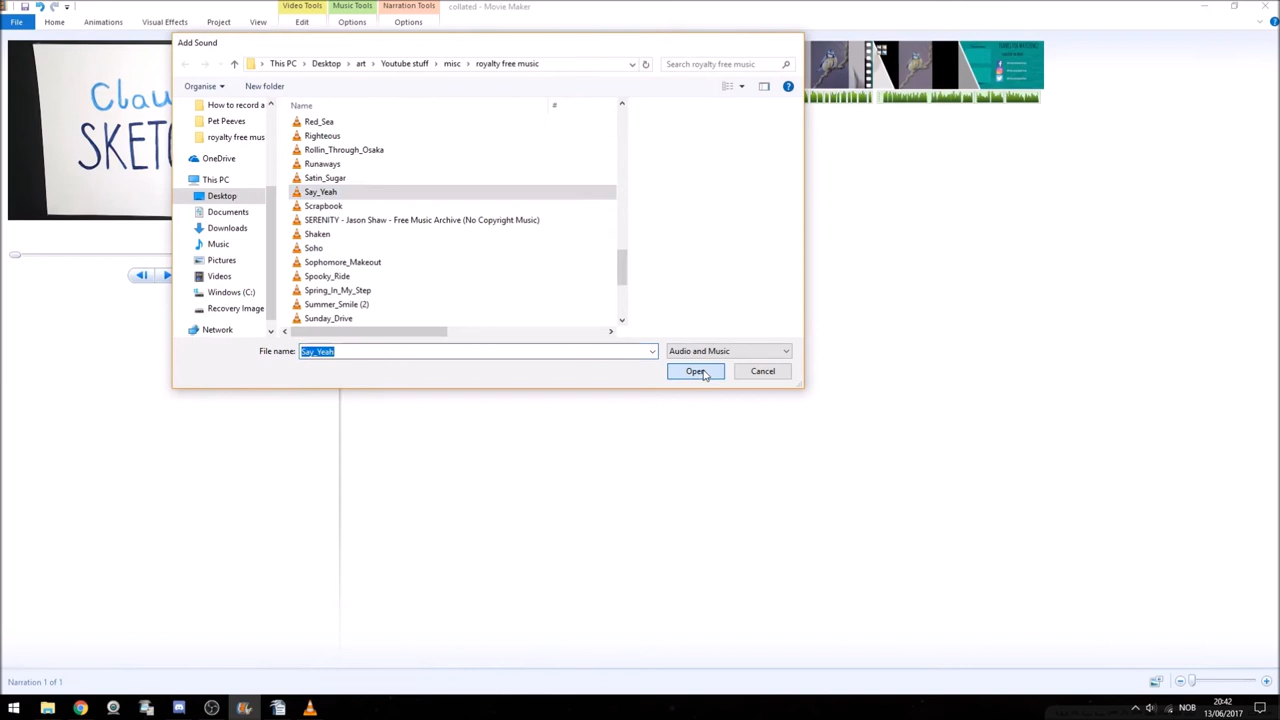 Video Tools Music Tools Narration Tools collated - Movie Maker
File Home Animations Visual Effects Project View Edit Options Options
Add Sound
This PC > Desktop > art > Youtube stuff > misc > royalty free music
Search royalty free music
Organise New folder
Name #
How to record a
Pet Peeves
royalty free mus
OneDrive
This PC
Desktop
Documents
Downloads
Music
Pictures
Videos
Windows (C:)
Recovery Image
Network
Red_Sea
Righteous
Rollin_Through_Osaka
Runaways
Satin_Sugar
Say_Yeah
Scrapbook
SERENITY - Jason Shaw - Free Music Archive (No Copyright Music)
Shaken
Soho
Sophomore_Makeout
Spooky_Ride
Spring_In_My_Step
Summer_Smile (2)
Sunday_Drive
File name: Say_Yeah Audio and Music
Open Cancel
Clau
SKET
Narration 1 of 1
NOB
20:42
13/06/2017